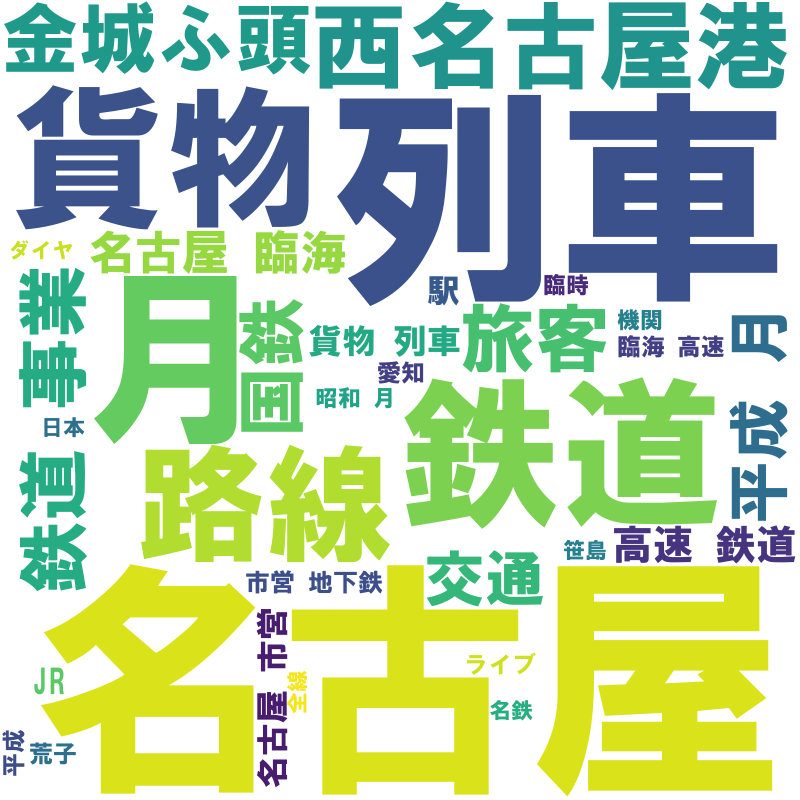 金城ふ頭
西名古屋港
貨物
列車
ダイヤ
名古屋 臨海
駅
臨時
事業
月
国鉄
貨物 列車
旅客
機関
臨海 高速
月
平成
愛知
昭和 月
日本
鉄道
鉄道
路線
高速 鉄道
笹島
交通
市営 地下鉄
名古屋
名古屋 市営
ライブ
JR
全線
名鉄
平成
荒子